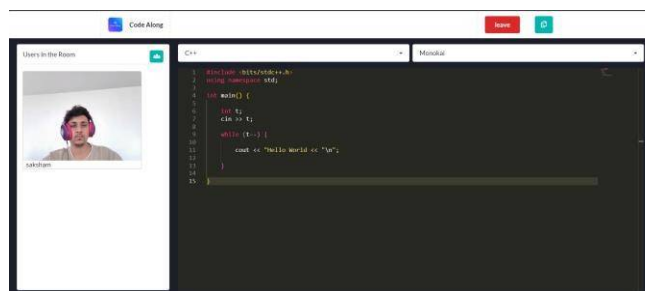 Code Along
leave
Users in the Room
C++
Monokai
saksham
1 #include <bits/stdc++.h>
2 using namespace std;
3
4 int main() {
5
6 int t;
7 cin >> t;
8
9 while (t--) {
10
11 cout << "Hello World << "\n";
12
13 }
14
15 }